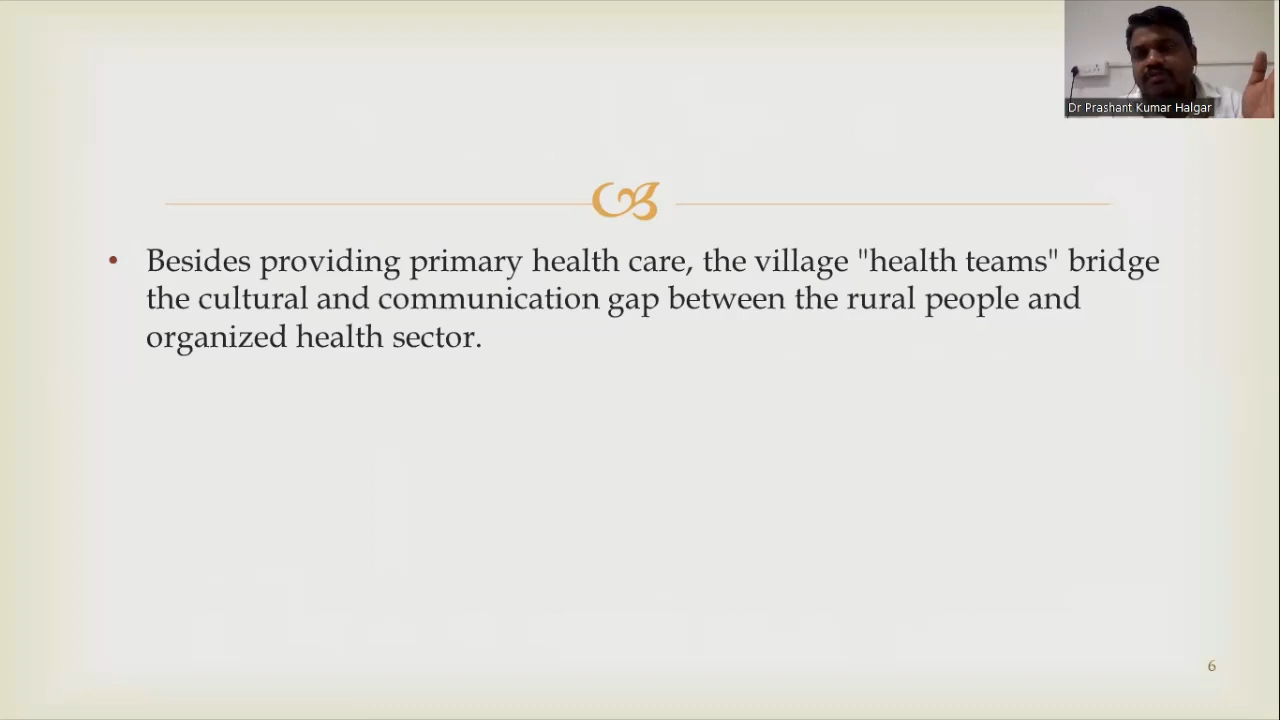 Dr Prashant Kumar Halgar
• Besides providing primary health care, the village "health teams" bridge
the cultural and communication gap between the rural people and
organized health sector.
6